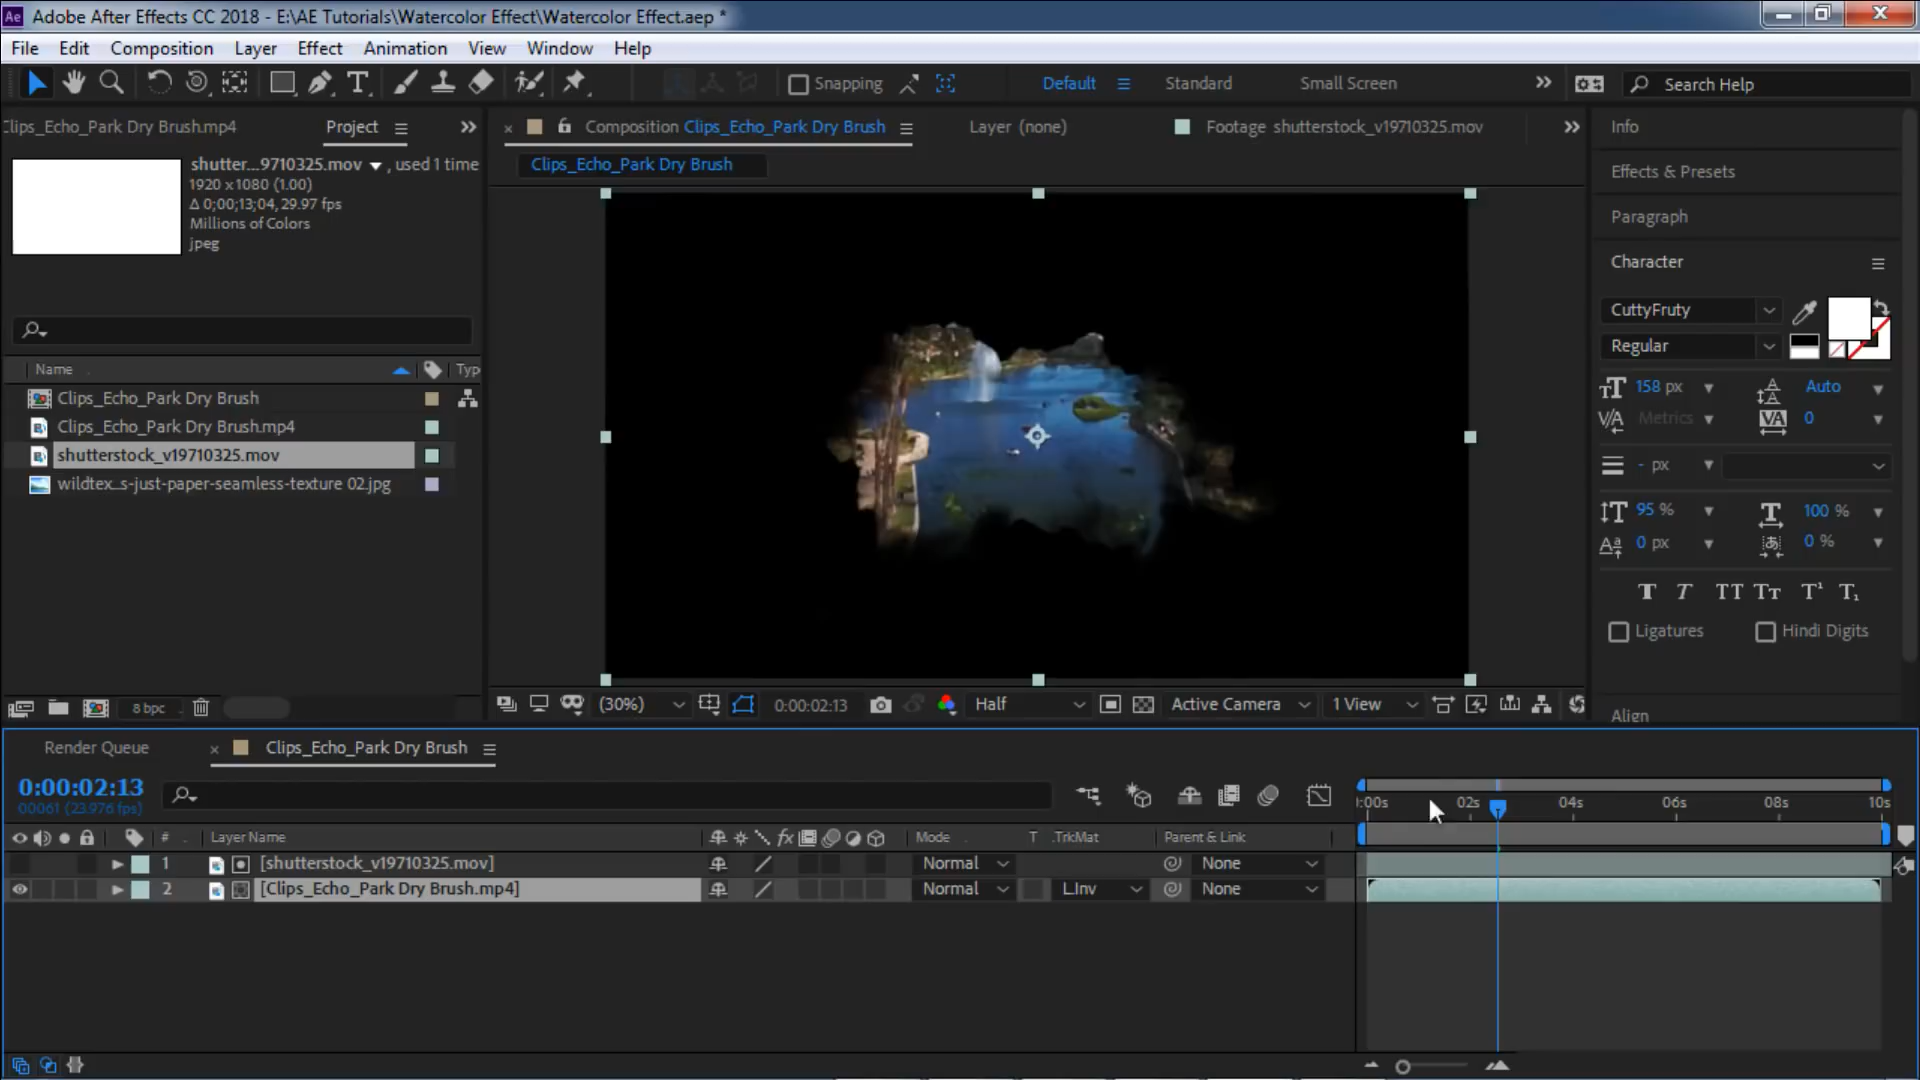 Ae Adobe After Effects CC 2018 - E:\AE Tutorials\Watercolor Effect\Watercolor Effect.aep *
File Edit Composition Layer Effect Animation View Window Help
Snapping Default Standard Small Screen Search Help
Clips_Echo_Park Dry Brush.mp4 Project
Composition Clips_Echo_Park Dry Brush Layer (none) Footage shutterstock_v19710325.mov
Clips_Echo_Park Dry Brush
shutter...9710325.mov , used 1 time
1920 x 1080 (1.00)
Δ 0;00;13;04, 29.97 fps
Millions of Colors
jpeg
Name Typ
Clips_Echo_Park Dry Brush
Clips_Echo_Park Dry Brush.mp4
shutterstock_v19710325.mov
wildtex...s-just-paper-seamless-texture 02.jpg
8 bpc
(30%) 0:00:02:13 Half Active Camera 1 View
Info
Effects & Presets
Paragraph
Character
CuttyFruty
Regular
158 px Auto
Metrics 0
- px
95 % 100 %
0 px 0 %
T T TT Tt T¹ T₁
Ligatures Hindi Digits
Align
Render Queue Clips_Echo_Park Dry Brush
0:00:02:13
00061 (23.976 fps)
:00s 02s 04s 06s 08s 10s
# Layer Name fx Mode T .TrkMat Parent & Link
1 [shutterstock_v19710325.mov] Normal None
2 [Clips_Echo_Park Dry Brush.mp4] Normal L.Inv None